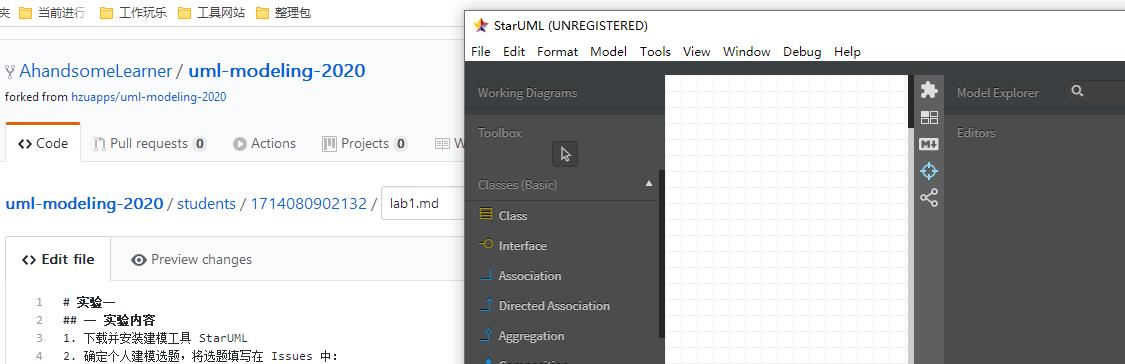 夹 当前进行 工作玩乐 工具网站 整理包
AhandsomeLearner / uml-modeling-2020
forked from hzuapps/uml-modeling-2020
Code Pull requests 0 Actions Projects 0 W
uml-modeling-2020 / students / 1714080902132 / lab1.md
Edit file Preview changes
1 # 实验一
2 ## 一 实验内容
3 1. 下载并安装建模工具 StarUML
4 2. 确定个人建模选题，将选题填写在 Issues 中：
StarUML (UNREGISTERED)
File Edit Format Model Tools View Window Debug Help
Working Diagrams
Toolbox
Classes (Basic)
Class
Interface
Association
Directed Association
Aggregation
Model Explorer
Editors
M